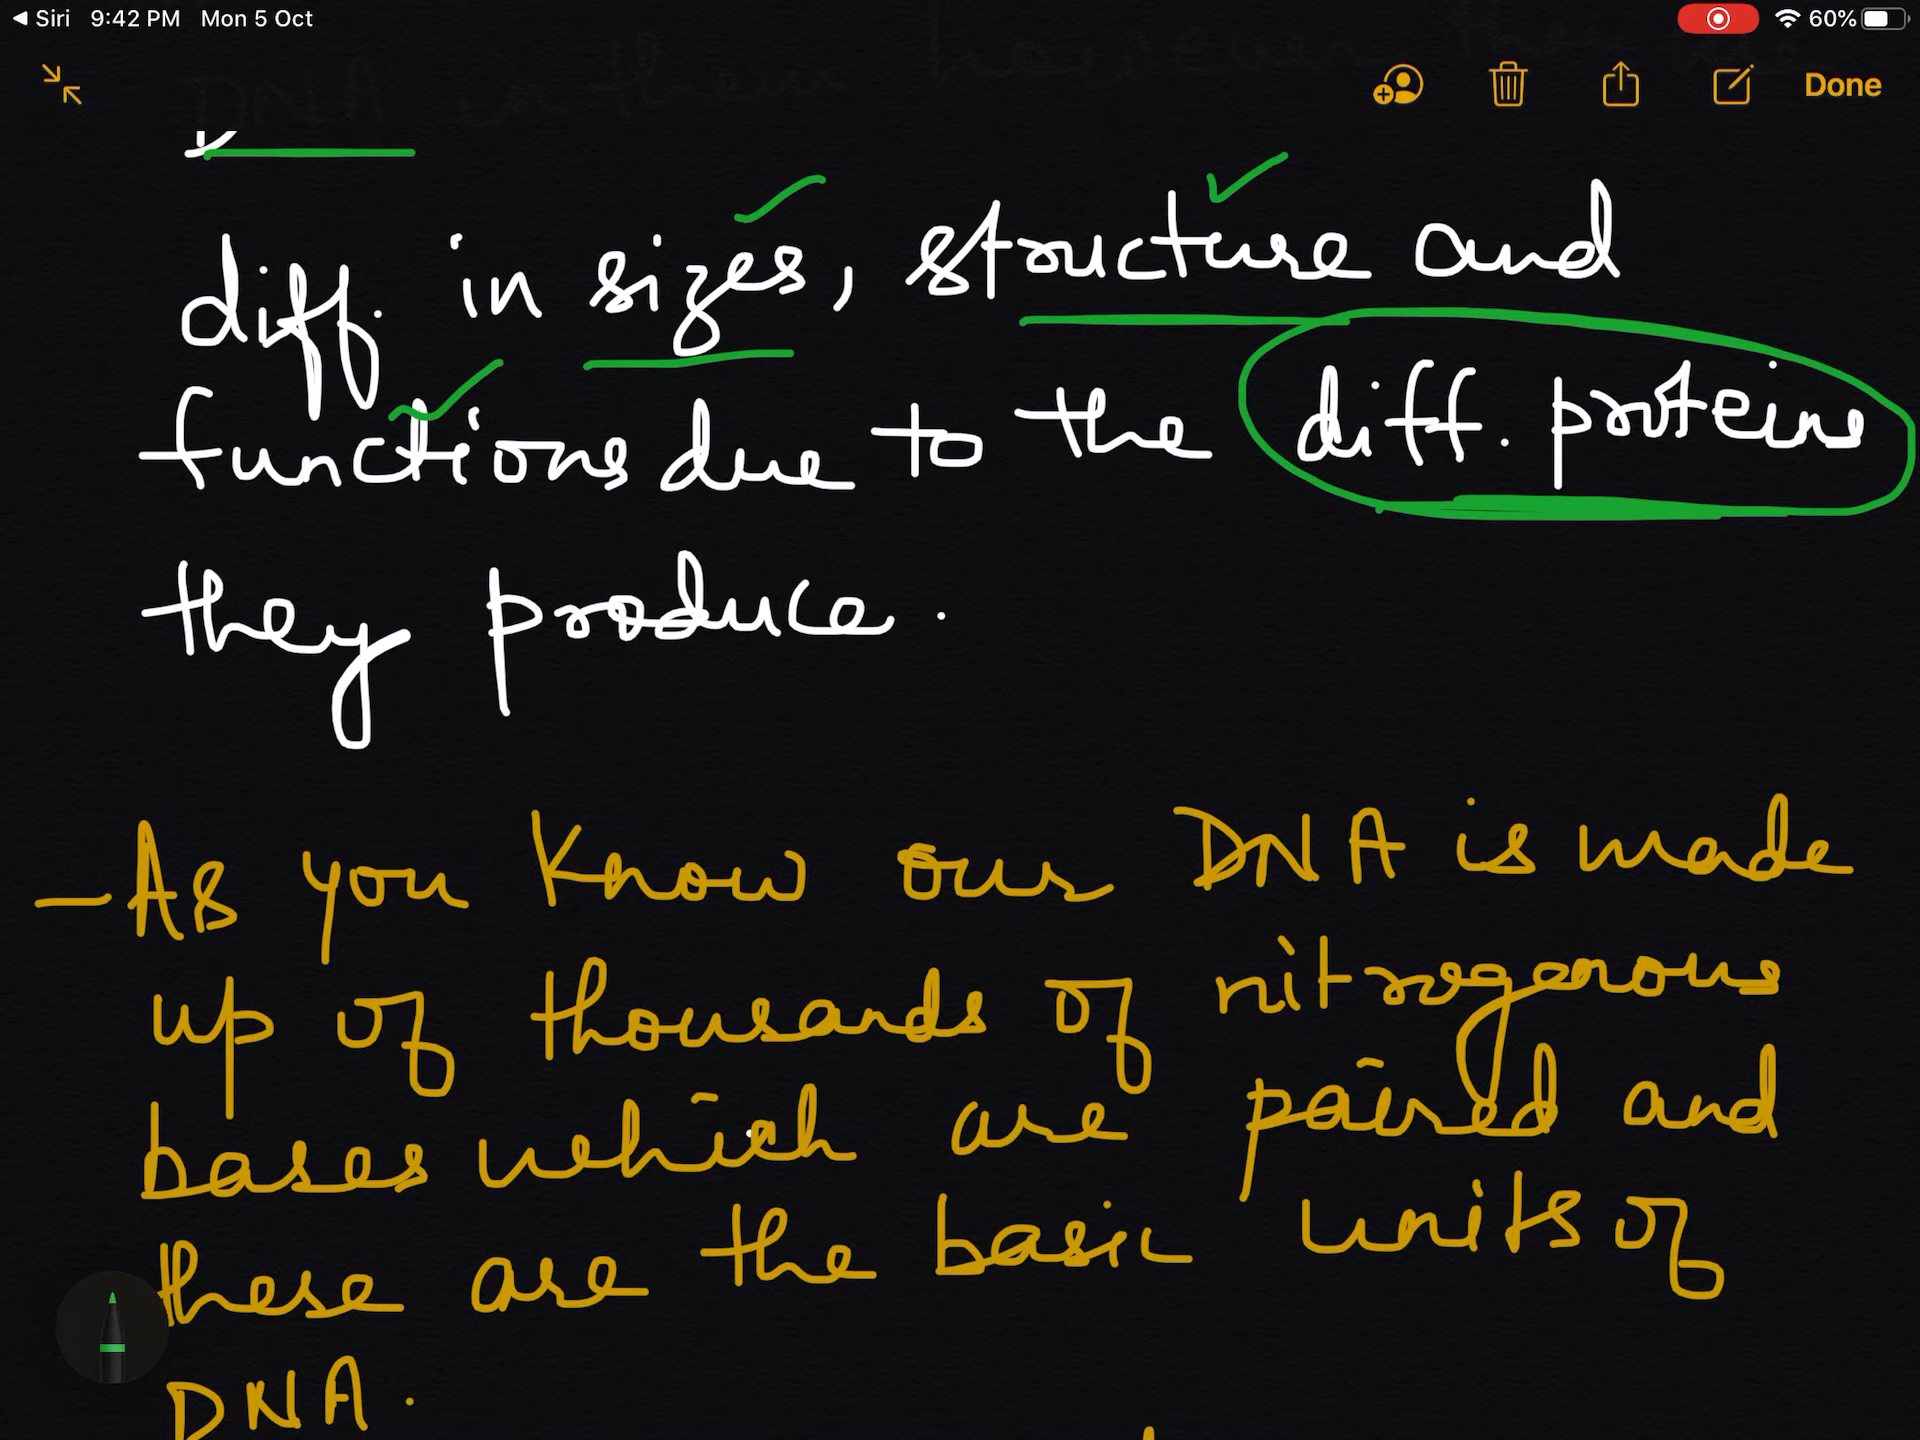 Siri 9:42 PM Mon 5 Oct 60%
Done
diff. in sizes, structure and
functions due to the diff. proteins
they produce.
- As you know our DNA is made
up of thousands of nitrogenous
bases which are paired and
these are the basic units of
DNA.